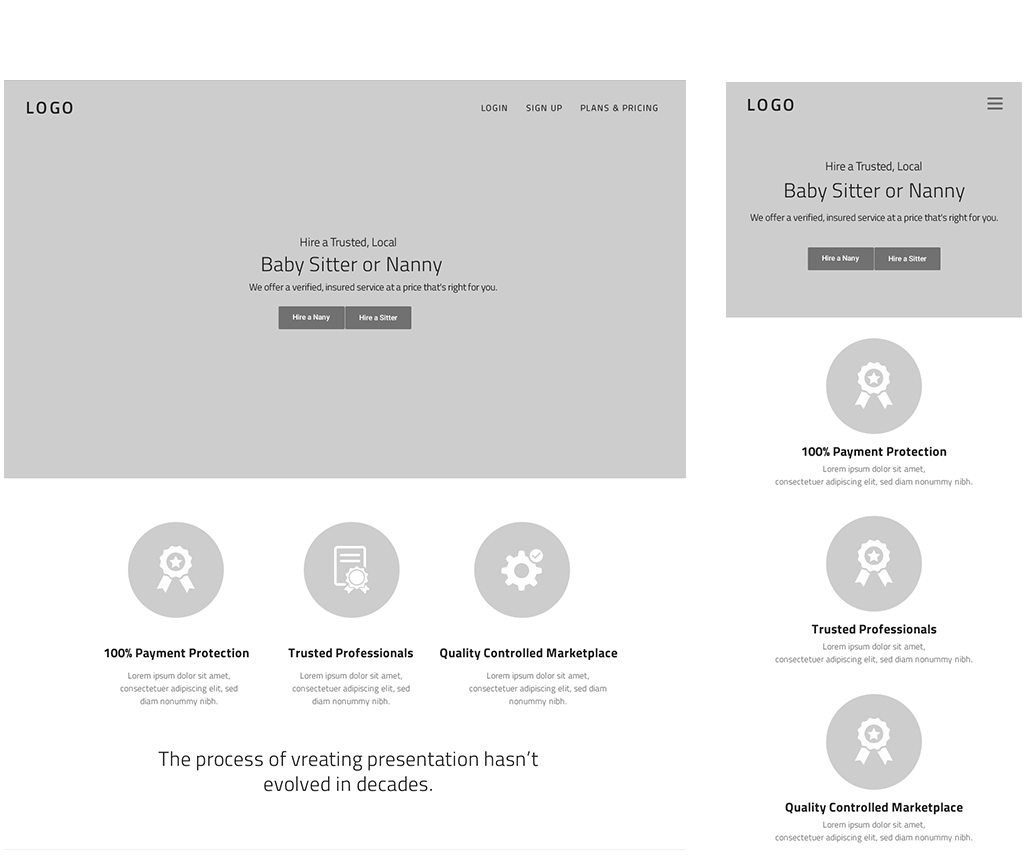 LOGO
LOGIN SIGN UP PLANS & PRICING
Hire a Trusted, Local
Baby Sitter or Nanny
We offer a verified, insured service at a price that's right for you.
Hire a Nany Hire a Sitter
100% Payment Protection
Lorem ipsum dolor sit amet,
consectetuer adipiscing elit, sed
diam nonummy nibh.
Trusted Professionals
Lorem ipsum dolor sit amet,
consectetuer adipiscing elit, sed
diam nonummy nibh.
Quality Controlled Marketplace
Lorem ipsum dolor sit amet,
consectetuer adipiscing elit, sed diam
nonummy nibh.
The process of vreating presentation hasn't
evolved in decades.
LOGO
Hire a Trusted, Local
Baby Sitter or Nanny
We offer a verified, insured service at a price that's right for you.
Hire a Nany Hire a Sitter
100% Payment Protection
Lorem ipsum dolor sit amet,
consectetuer adipiscing elit, sed diam nonummy nibh.
Trusted Professionals
Lorem ipsum dolor sit amet,
consectetuer adipiscing elit, sed diam nonummy nibh.
Quality Controlled Marketplace
Lorem ipsum dolor sit amet,
consectetuer adipiscing elit, sed diam nonummy nibh.